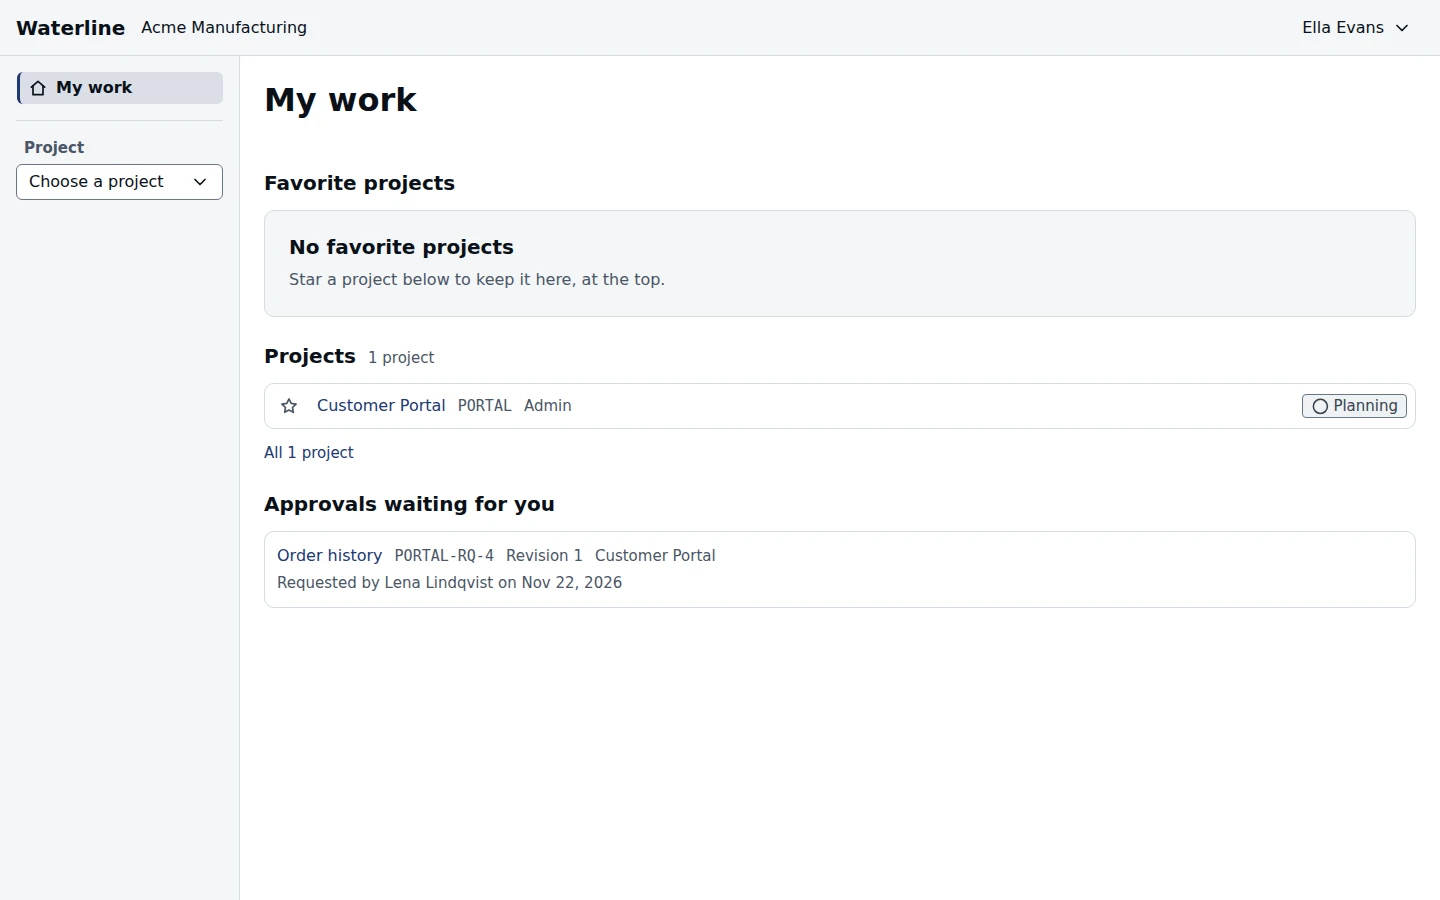 Waterline Acme Manufacturing Ella Evans
My work
Project
Choose a project
My work
Favorite projects
No favorite projects
Star a project below to keep it here, at the top.
Projects 1 project
Customer Portal PORTAL Admin Planning
All 1 project
Approvals waiting for you
Order history PORTAL-RQ-4 Revision 1 Customer Portal
Requested by Lena Lindqvist on Nov 22, 2026